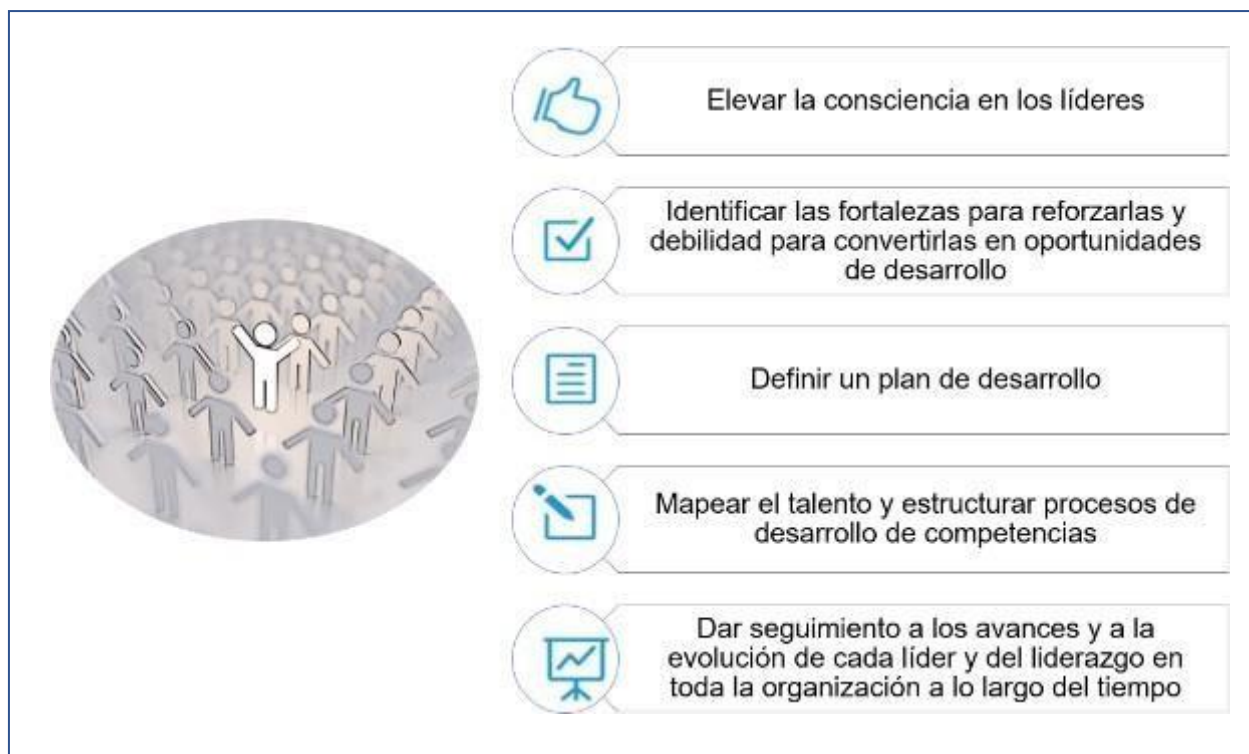 Elevar la consciencia en los líderes
Identificar las fortalezas para reforzarlas y
debilidad para convertirlas en oportunidades
de desarrollo
Definir un plan de desarrollo
Mapear el talento y estructurar procesos de
desarrollo de competencias
Dar seguimiento a los avances y a la
evolución de cada líder y del liderazgo en
toda la organización a lo largo del tiempo